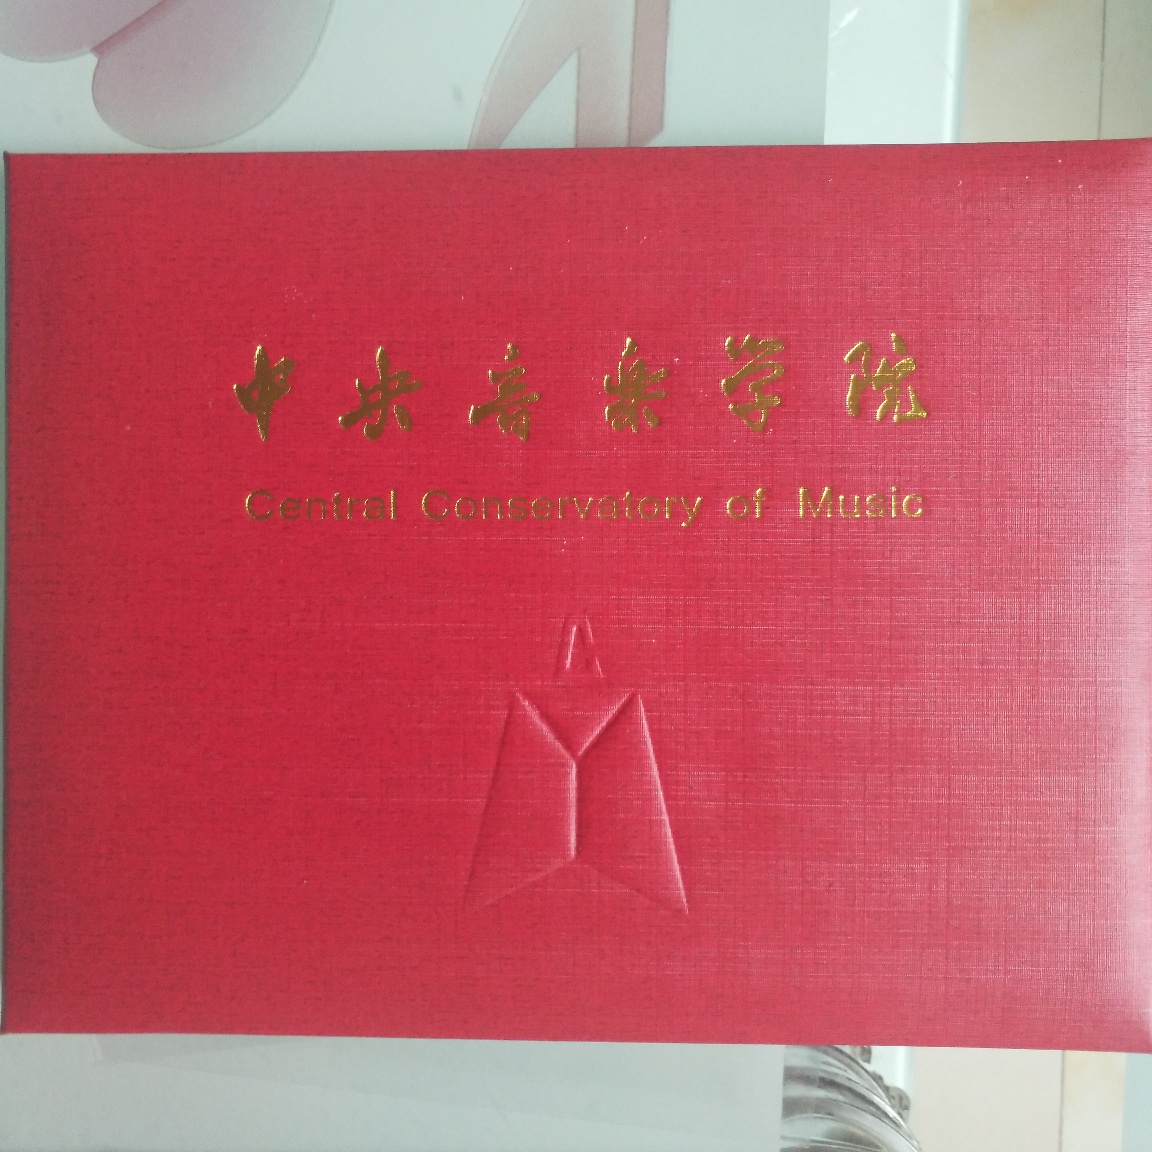 中央音乐学院
Central Conservatory of Music